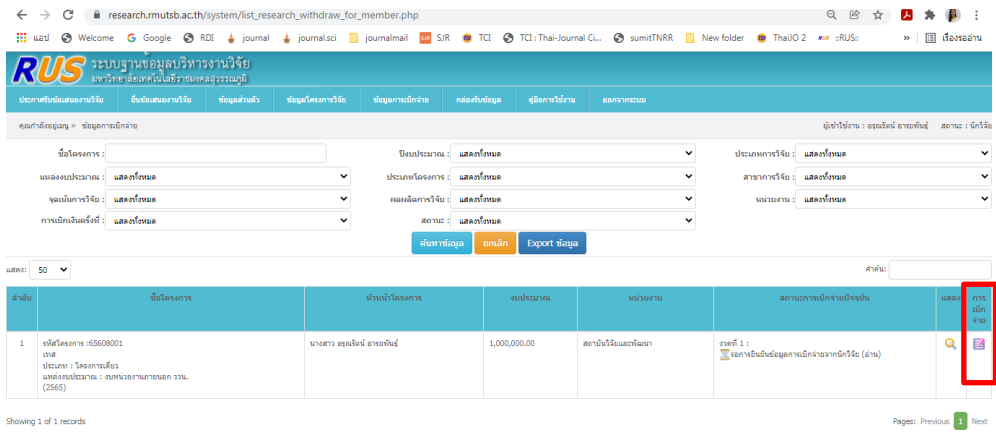 research.rmutsb.ac.th/system/list_research_withdraw_for_member.php
แอป Welcome Google RDI journal journal.sci journalmail SJR TCI TCI : Thai-Journal Ci... sumitTNRR New folder ThaiJO 2 ::RUS:: » เรื่องรออ่าน
RUS ระบบฐานข้อมูลบริหารงานวิจัย
มหาวิทยาลัยเทคโนโลยีราชมงคลสุวรรณภูมิ
ประกาศรับข้อเสนองานวิจัย ยื่นข้อเสนองานวิจัย ข้อมูลส่วนตัว ข้อมูลโครงการวิจัย ข้อมูลการเบิกจ่าย กล่องรับข้อมูล คู่มือการใช้งาน ออกจากระบบ
คุณกำลังอยู่เมนู » ข้อมูลการเบิกจ่าย ผู้เข้าใช้งาน : อรุณรัตน์ อารยพันธุ์ สถานะ : นักวิจัย
ชื่อโครงการ : ปีงบประมาณ : แสดงทั้งหมด ประเภทการวิจัย : แสดงทั้งหมด
แหล่งงบประมาณ : แสดงทั้งหมด ประเภทโครงการ : แสดงทั้งหมด สาขาการวิจัย : แสดงทั้งหมด
จุดเน้นการวิจัย : แสดงทั้งหมด ผลผลิตการวิจัย : แสดงทั้งหมด หน่วยงาน : แสดงทั้งหมด
การเบิกเงินครั้งที่ : แสดงทั้งหมด สถานะ : แสดงทั้งหมด
ค้นหาข้อมูล ยกเลิก Export ข้อมูล
แสดง: 50 คำค้น:
ลำดับ ชื่อโครงการ หัวหน้าโครงการ งบประมาณ หน่วยงาน สถานะการเบิกจ่ายปัจจุบัน แสดง การ
เบิก
จ่าย
1 รหัสโครงการ :65608001 นางสาว อรุณรัตน์ อารยพันธุ์ 1,000,000.00 สถาบันวิจัยและพัฒนา งวดที่ 1 :
เทส รอการยืนยันข้อมูลการเบิกจ่ายจากนักวิจัย (อ่าน)
ประเภท : โครงการเดี่ยว
แหล่งงบประมาณ : งบหน่วยงานภายนอก ววน.
(2565)
Showing 1 of 1 records Pages: Previous 1 Next